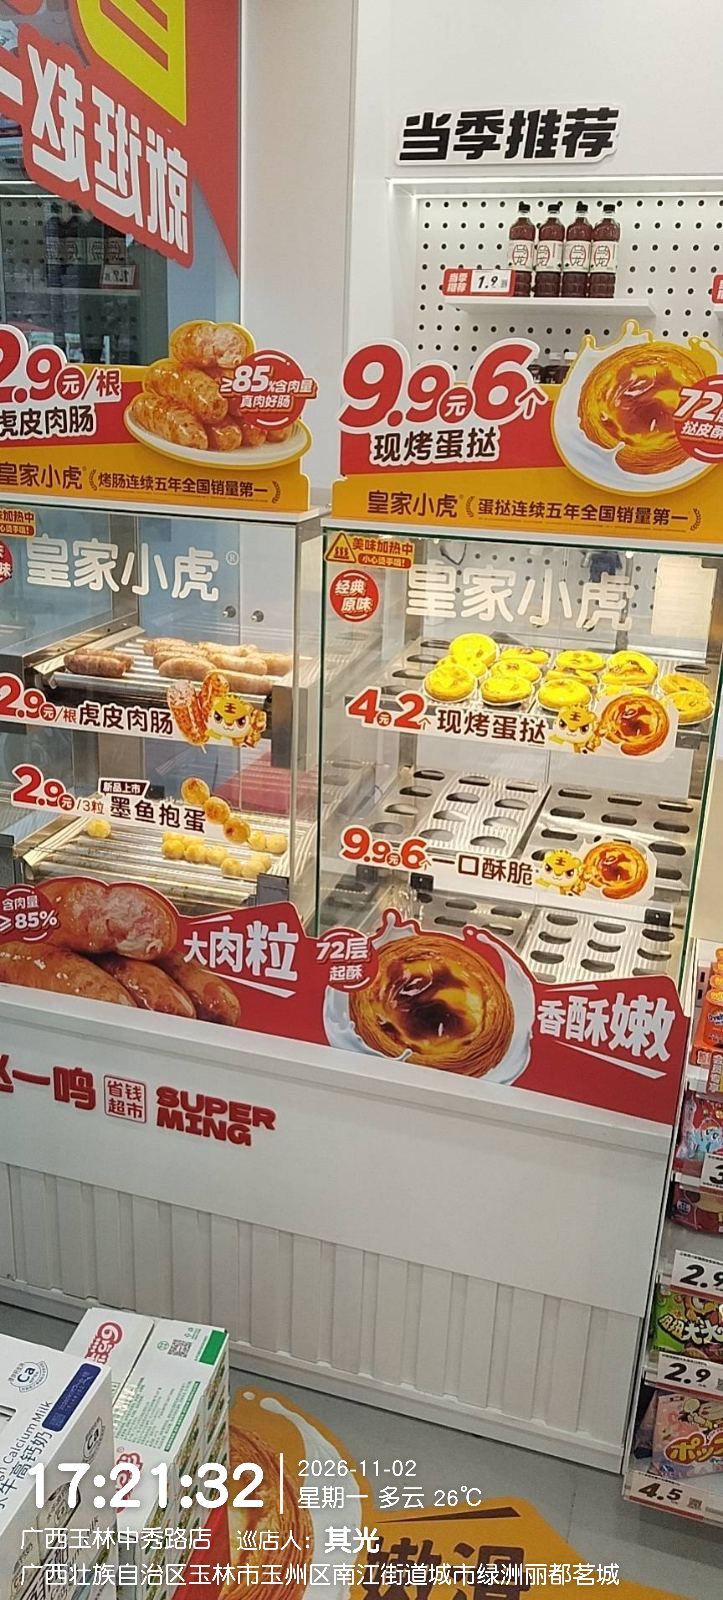 当季推荐
当季推荐 1.9
2.9元/根
虎皮肉肠
≥85%含肉量
真肉好肠
皇家小虎 烤肠连续五年全国销量第一
9.9元6个
现烤蛋挞
72
皇家小虎 蛋挞连续五年全国销量第一
皇家小虎®
美味加热中
小心烫手哦!
经典原味
皇家小虎
2.9元/根 虎皮肉肠
4元2个 现烤蛋挞
新品上市
2.9元/3粒 墨鱼抱蛋
9.9元6个 一口酥脆
含肉量
≥85%
大肉粒
72层
起酥
香酥嫩
一鸣
省钱超市
SUPER
MING
2.9
2.9
4.5
Calcium Milk
Ca
17:21:32
2026-11-02
星期一 多云 26℃
广西玉林中秀路店 巡店人: 其光
广西壮族自治区玉林市玉州区南江街道城市绿洲丽都茗城